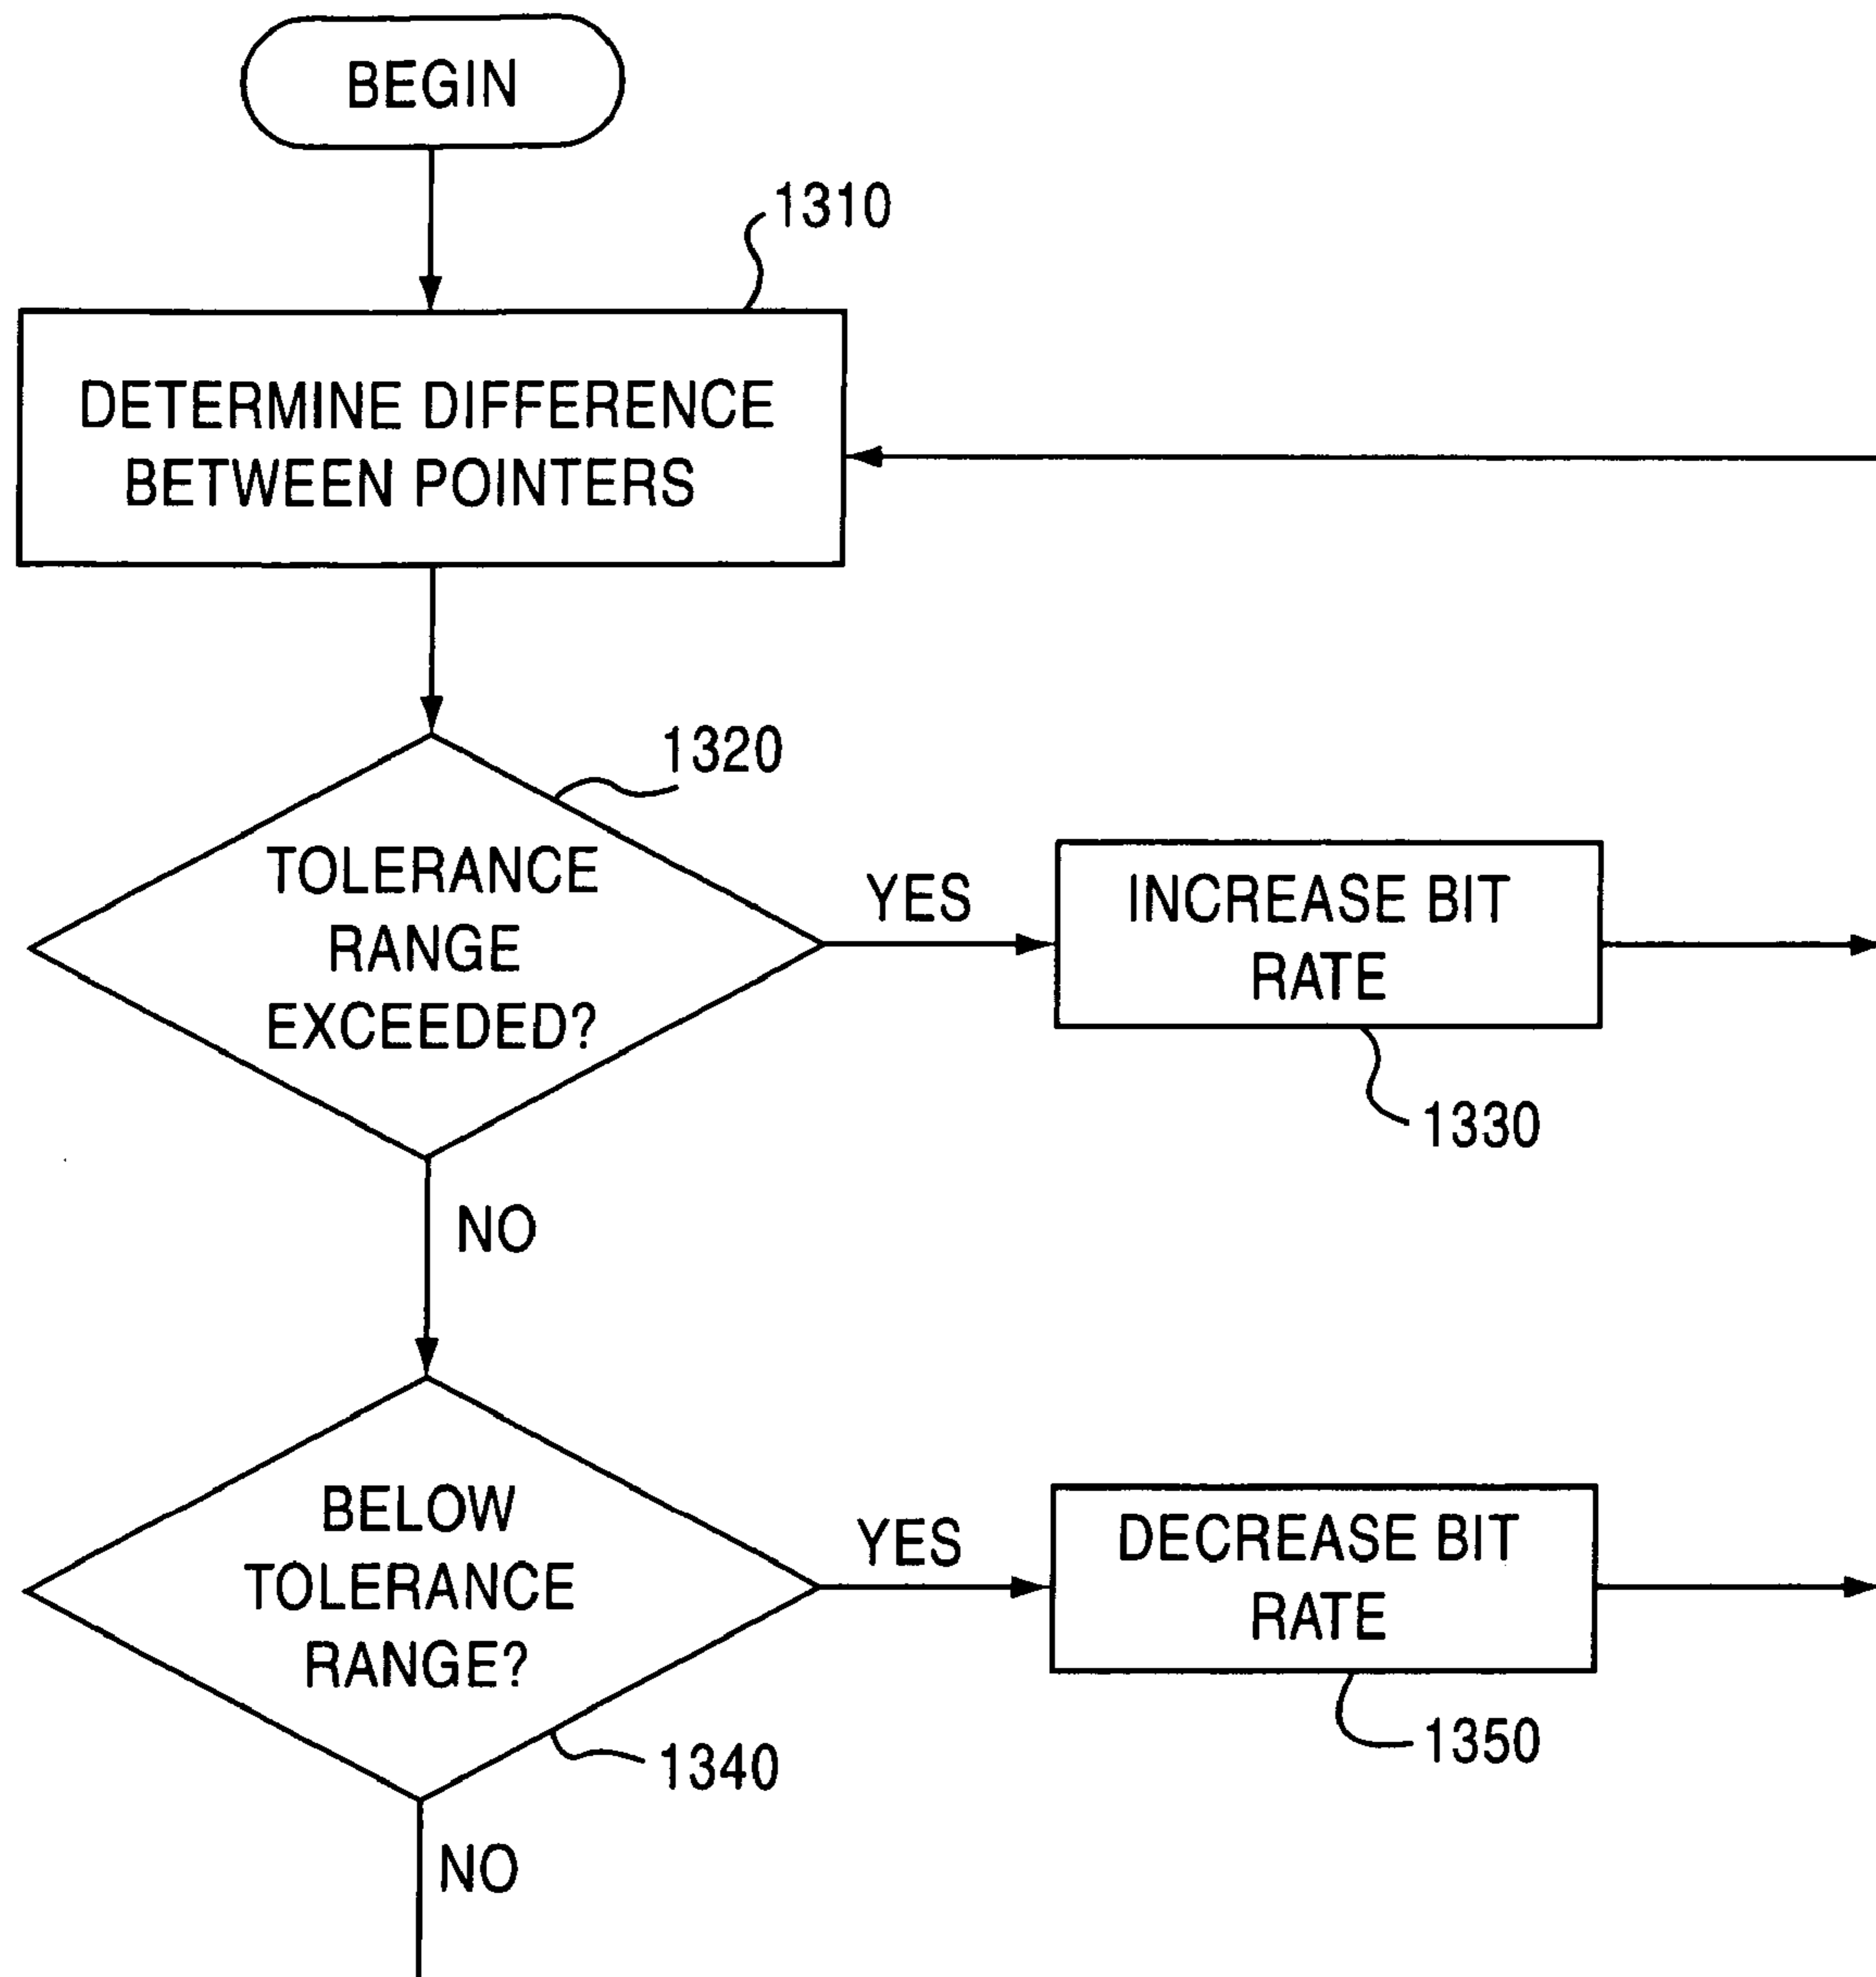 BEGIN
1310
DETERMINE DIFFERENCE
BETWEEN POINTERS
1320
TOLERANCE
RANGE
EXCEEDED?
YES
INCREASE BIT
RATE
1330
NO
BELOW
TOLERANCE
RANGE?
YES
DECREASE BIT
RATE
1350
1340
NO